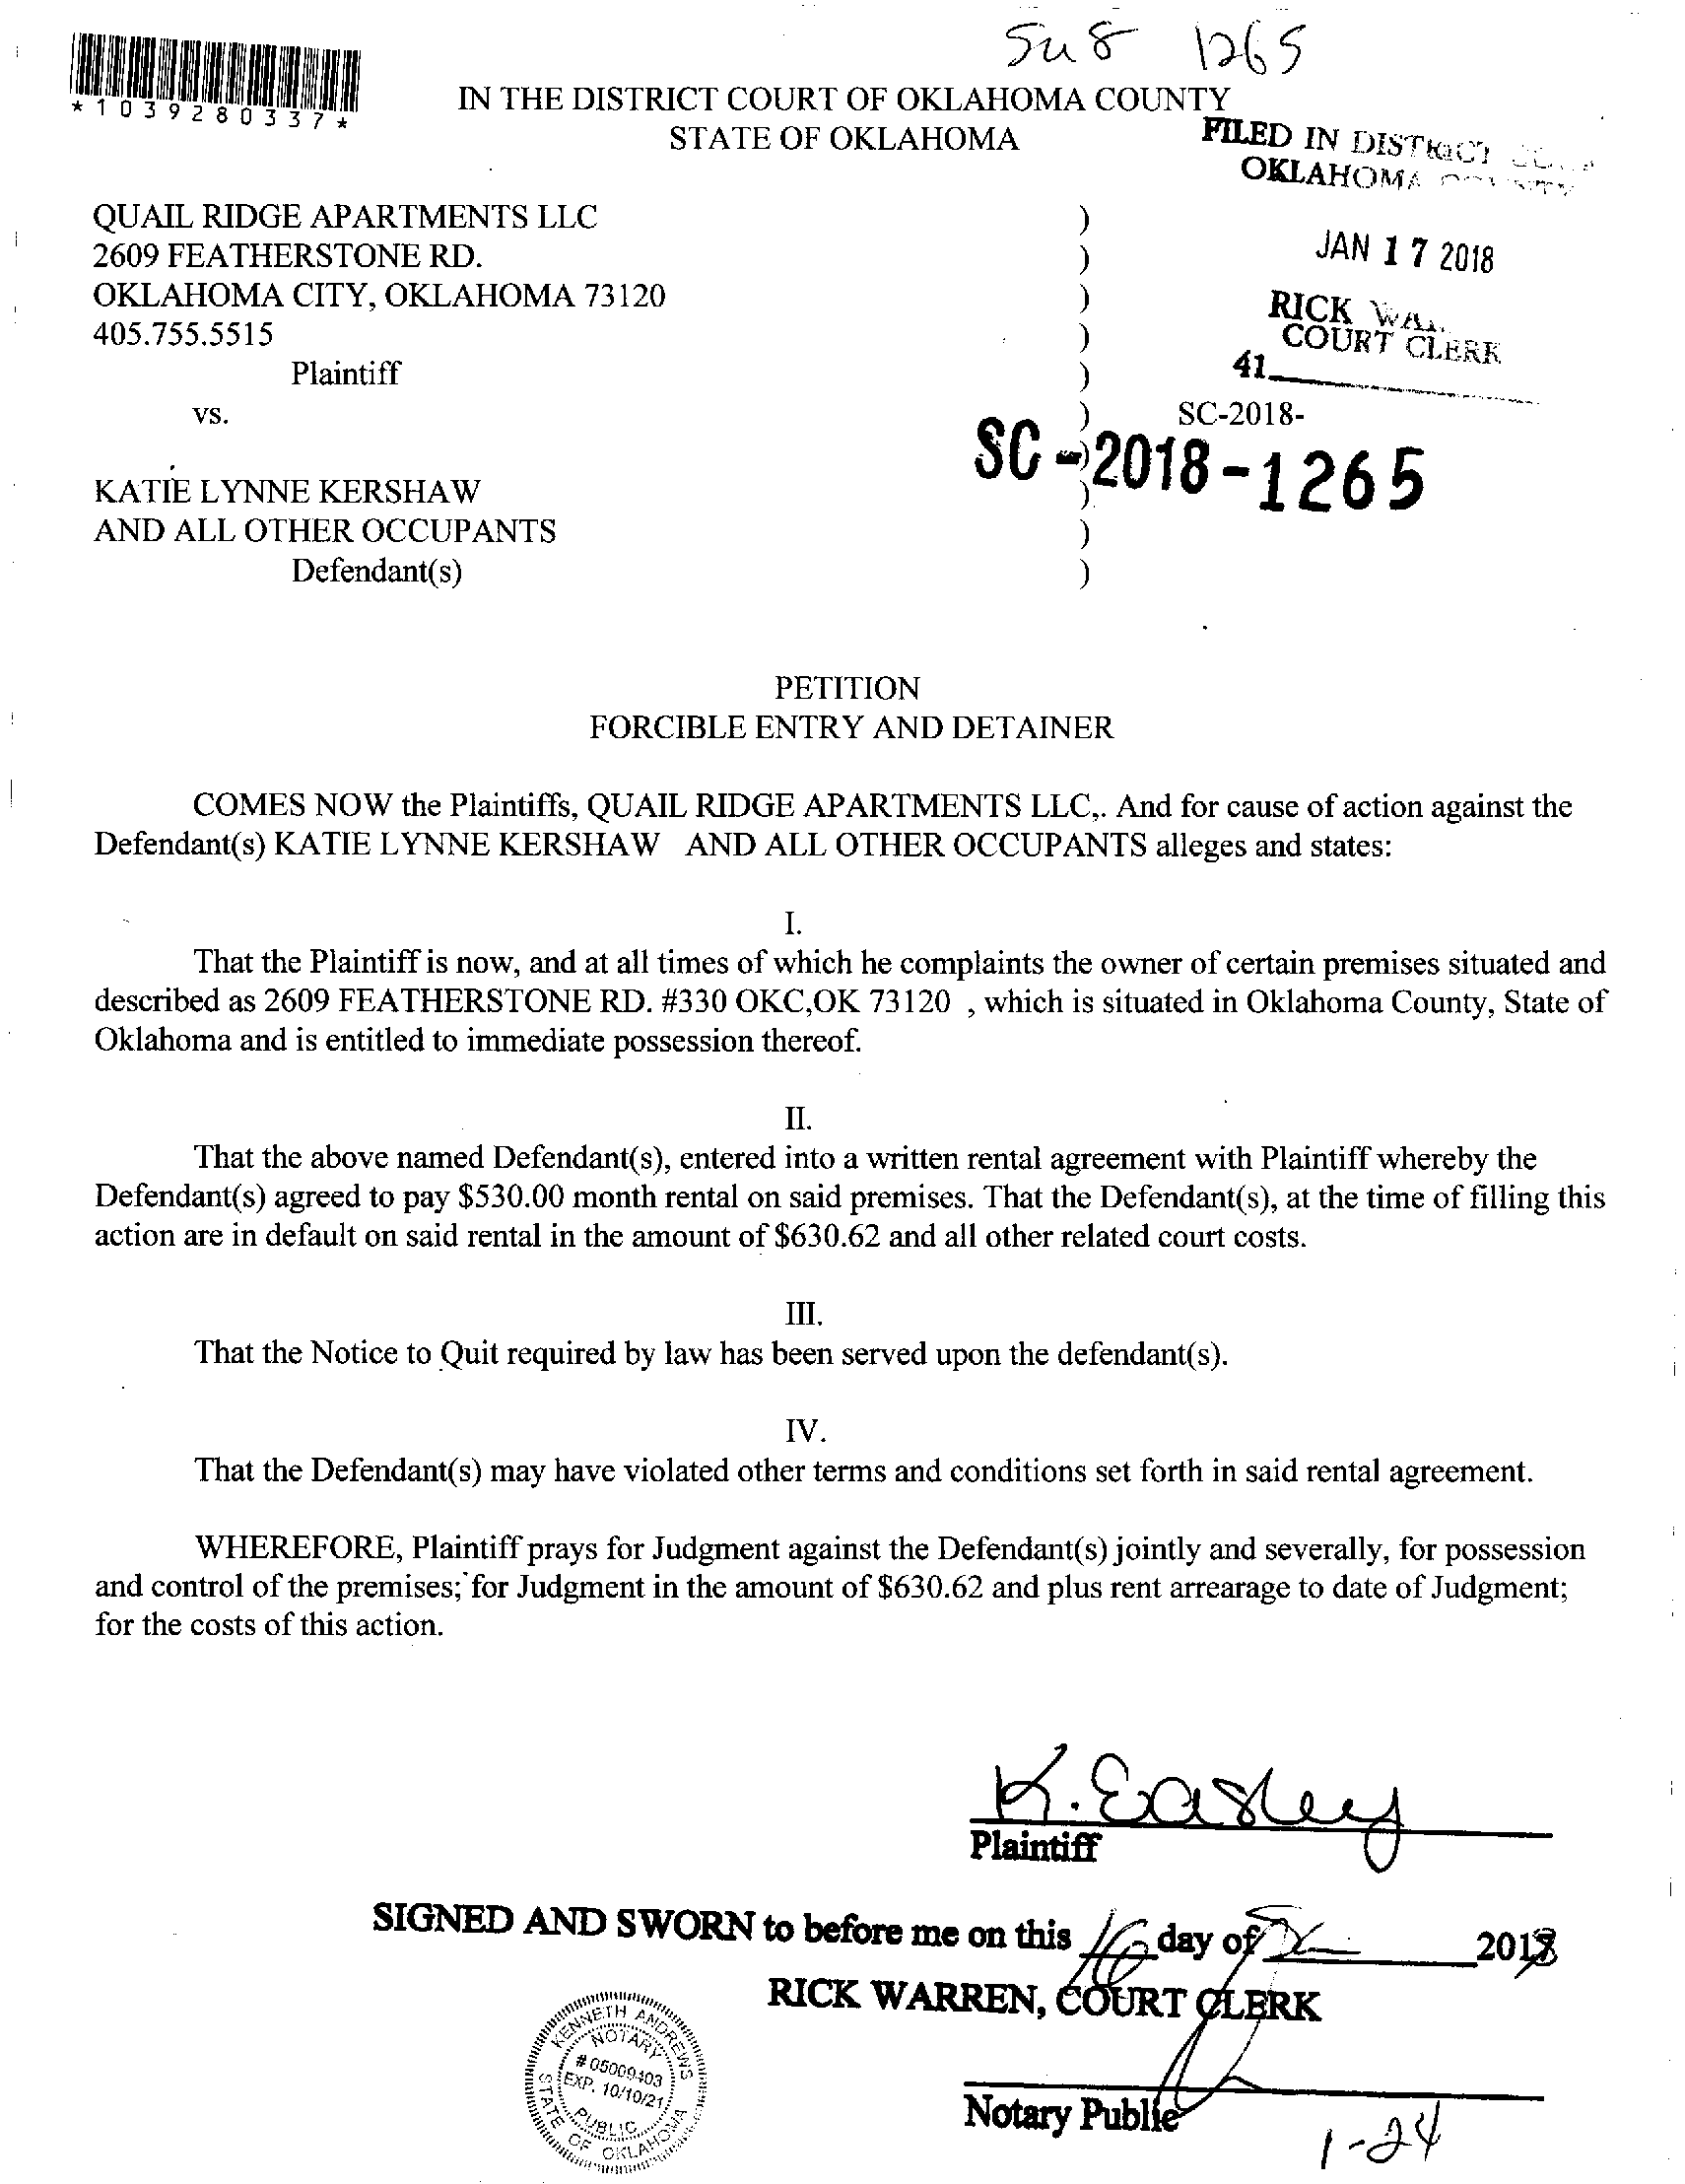 Su8 1265
*1039280337*
IN THE DISTRICT COURT OF OKLAHOMA COUNTY
STATE OF OKLAHOMA
FILED IN DISTRICT
OKLAHOMA COUNTY
JAN 17 2018
RICK
COURT CLERK
41
QUAIL RIDGE APARTMENTS LLC )
2609 FEATHERSTONE RD. )
OKLAHOMA CITY, OKLAHOMA 73120 )
405.755.5515 )
Plaintiff )
vs. ) SC-2018-
SC-2018-1265
KATIE LYNNE KERSHAW )
AND ALL OTHER OCCUPANTS )
Defendant(s) )
PETITION
FORCIBLE ENTRY AND DETAINER
COMES NOW the Plaintiffs, QUAIL RIDGE APARTMENTS LLC,. And for cause of action against the
Defendant(s) KATIE LYNNE KERSHAW AND ALL OTHER OCCUPANTS alleges and states:
I.
That the Plaintiff is now, and at all times of which he complaints the owner of certain premises situated and
described as 2609 FEATHERSTONE RD. #330 OKC,OK 73120 , which is situated in Oklahoma County, State of
Oklahoma and is entitled to immediate possession thereof.
II.
That the above named Defendant(s), entered into a written rental agreement with Plaintiff whereby the
Defendant(s) agreed to pay $530.00 month rental on said premises. That the Defendant(s), at the time of filling this
action are in default on said rental in the amount of $630.62 and all other related court costs.
III.
That the Notice to Quit required by law has been served upon the defendant(s).
IV.
That the Defendant(s) may have violated other terms and conditions set forth in said rental agreement.
WHEREFORE, Plaintiff prays for Judgment against the Defendant(s) jointly and severally, for possession
and control of the premises; for Judgment in the amount of $630.62 and plus rent arrearage to date of Judgment;
for the costs of this action.
K. Easley
Plaintiff
SIGNED AND SWORN to before me on this 16 day of 2018
RICK WARREN, COURT CLERK
KENNETH ANDREWS
NOTARY
# 05009403
EXP. 10/10/21
PUBLIC
STATE OF OKLAHOMA
Notary Public
1-24